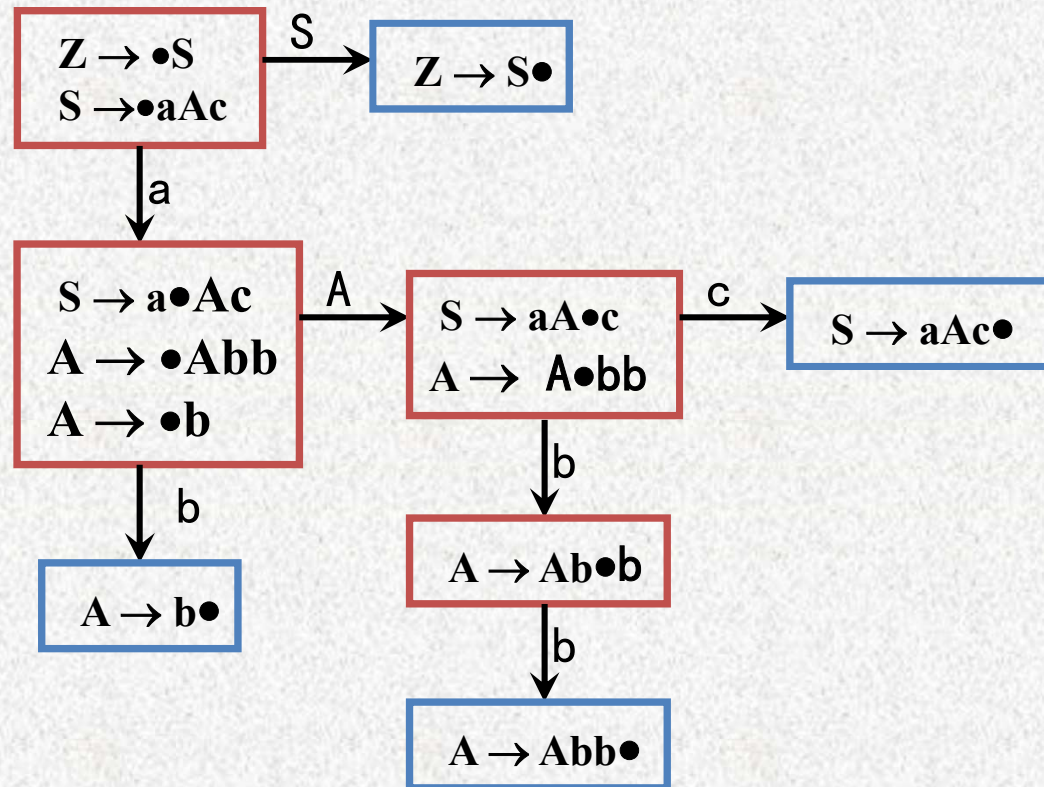 Z → •S
S → •aAc
S
Z → S•
a
S → a•Ac
A → •Abb
A → •b
A
S → aA•c
A → A•bb
c
S → aAc•
b
A → b•
b
A → Ab•b
b
A → Abb•